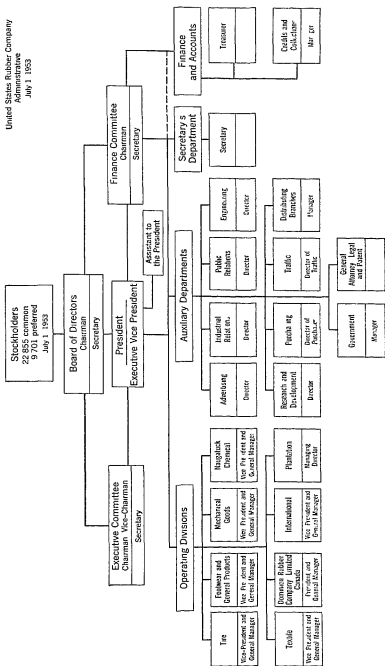 United States Rubber Company
Administrative
July 1 1953
Stockholders
22 855 common
9 701 preferred
July 1 1953
Board of Directors
Chairman
Secretary
Executive Committee
Chairman Vice-Chairman
Secretary
Finance Committee
Chairman
Secretary
President
Executive Vice President
Assistant to
the President
Operating Divisions
Auxiliary Departments
Secretary's
Department
Finance
and Accounts
Tire
Vice-President and
General Manager
Footwear and
General Products
Vice President and
General Manager
Mechanical
Goods
Vice President and
General Manager
Naugatuck
Chemical
Vice President and
General Manager
Textile
Vice President and
General Manager
Dominion Rubber
Company Limited
Canada
President and
General Manager
International
Vice President and
General Manager
Plantation
Managing
Director
Advertising
Director
Industrial
Relations
Director
Public
Relations
Director
Engineering
Director
Research and
Development
Director
Purchasing
Director of
Purchases
Traffic
Director of
Traffic
Distributing
Branches
Manager
Government
Manager
General
Attorney Legal
and Patent
Secretary
Treasurer
Credits and
Collections
Manager